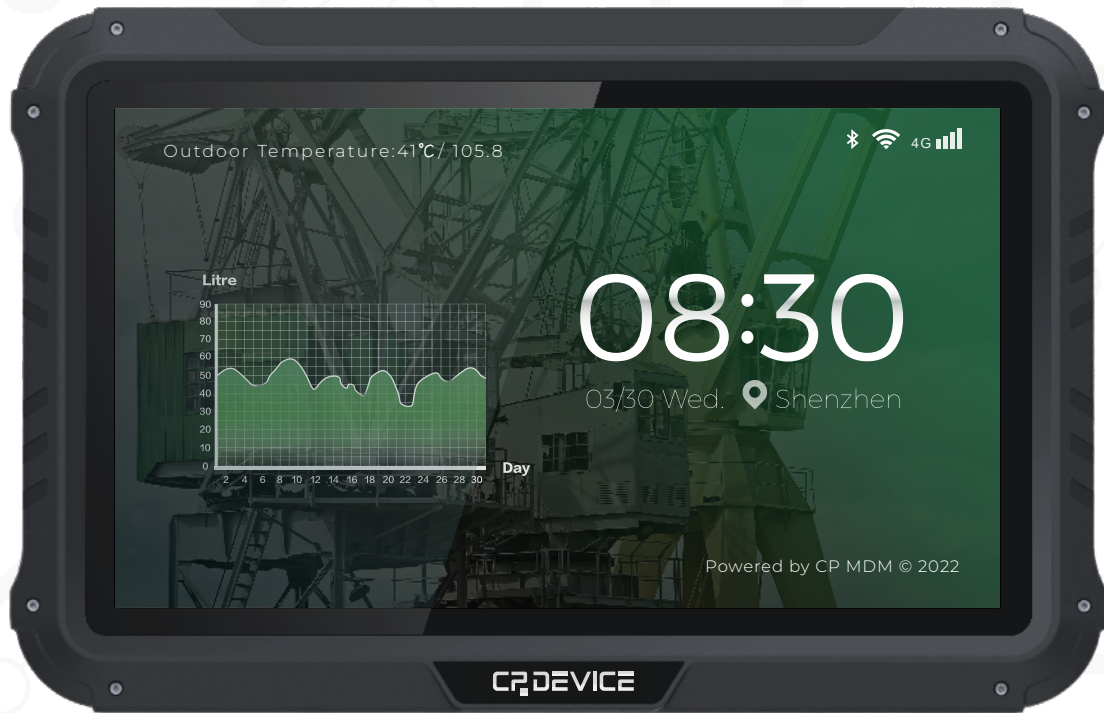 Outdoor Temperature:41℃/ 105.8
4G
08:30
03/30 Wed. Shenzhen
Litre
90
80
70
60
50
40
30
20
10
0
2 4 6 8 10 12 14 16 18 20 22 24 26 28 30
Day
Powered by CP MDM © 2022
CP DEVICE